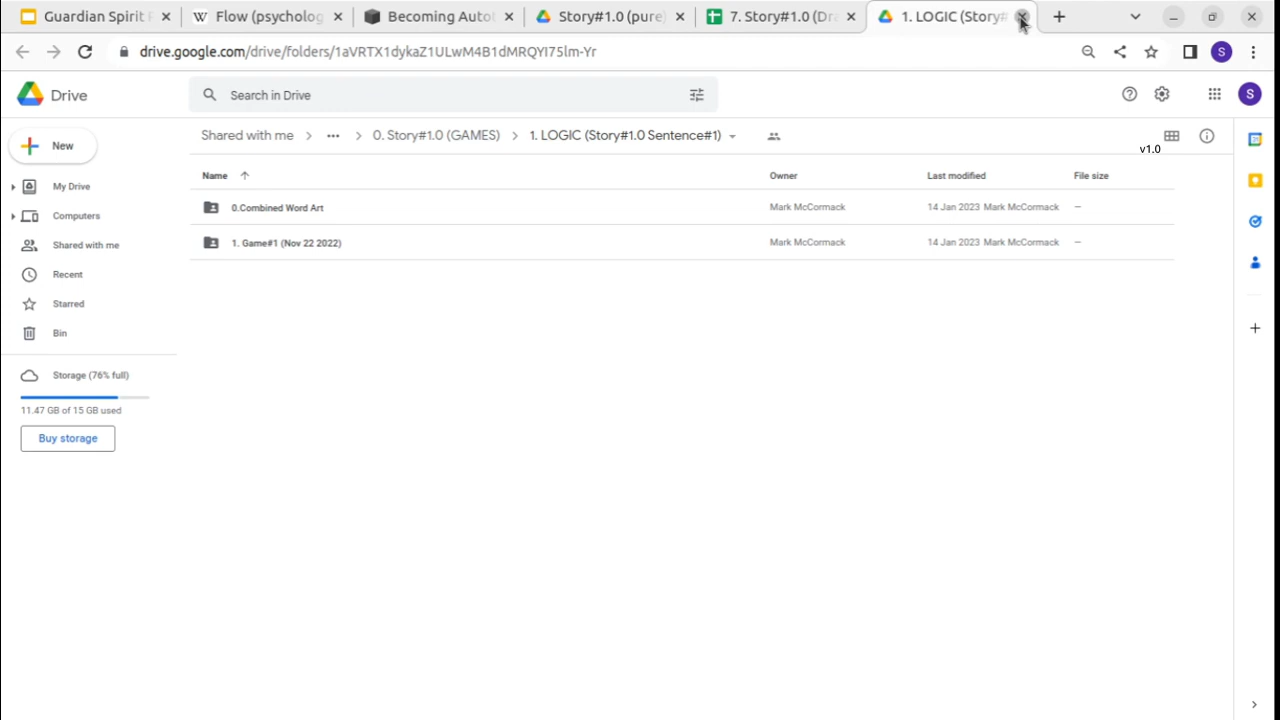 Guardian Spirit
Flow (psycholog
Becoming Auto
Story#1.0 (pure)
7. Story#1.0 (Dra
1. LOGIC (Story#
drive.google.com/drive/folders/1aVRTX1dykaZ1ULwM4B1dMRQYI75lm-Yr
S
Drive
Search in Drive
S
New
Shared with me
0. Story#1.0 (GAMES)
1. LOGIC (Story#1.0 Sentence#1)
v1.0
Name
Owner
Last modified
File size
My Drive
0.Combined Word Art
Mark McCormack
14 Jan 2023 Mark McCormack
–
Computers
Shared with me
1. Game#1 (Nov 22 2022)
Mark McCormack
14 Jan 2023 Mark McCormack
–
Recent
Starred
Bin
Storage (76% full)
11.47 GB of 15 GB used
Buy storage